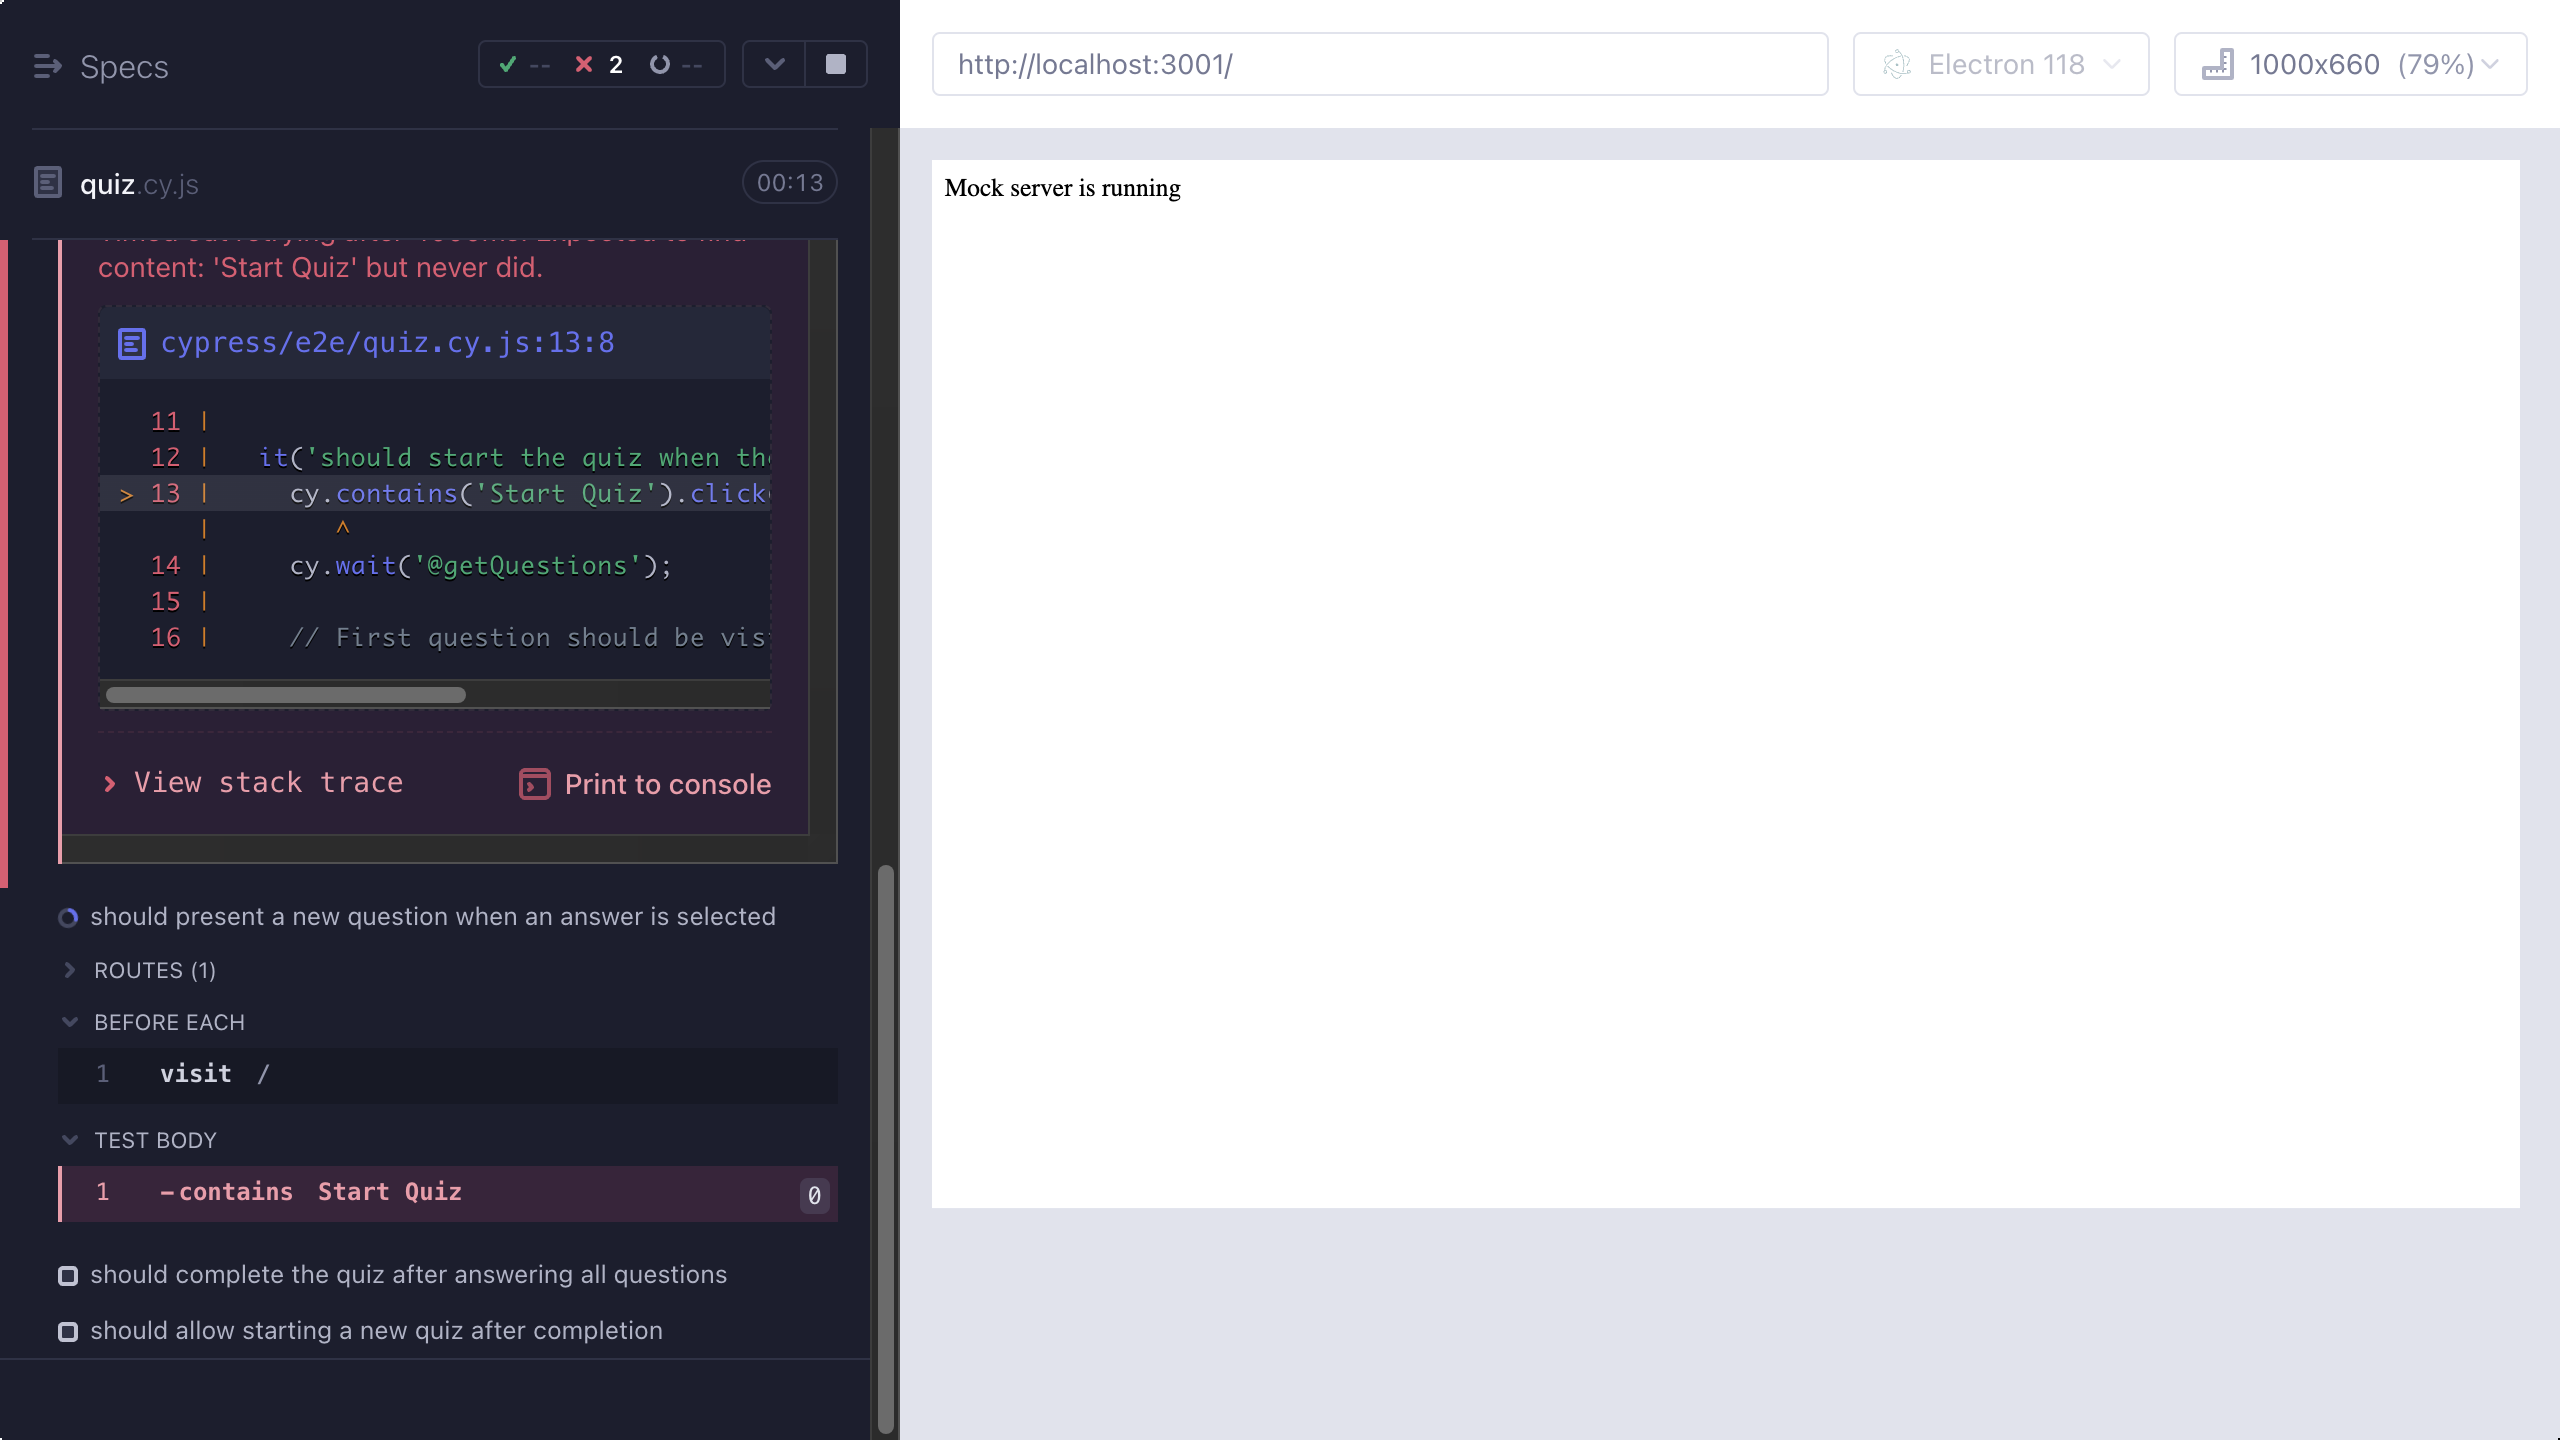 Specs
-- 2 --
http://localhost:3001/
Electron 118
1000x660 (79%)
quiz.cy.js
00:13
content: 'Start Quiz' but never did.
cypress/e2e/quiz.cy.js:13:8
11 |
12 | it('should start the quiz when th
> 13 | cy.contains('Start Quiz').click
| ^
14 | cy.wait('@getQuestions');
15 |
16 | // First question should be vis
View stack trace
Print to console
should present a new question when an answer is selected
ROUTES (1)
BEFORE EACH
1 visit /
TEST BODY
1 -contains Start Quiz 0
should complete the quiz after answering all questions
should allow starting a new quiz after completion
Mock server is running